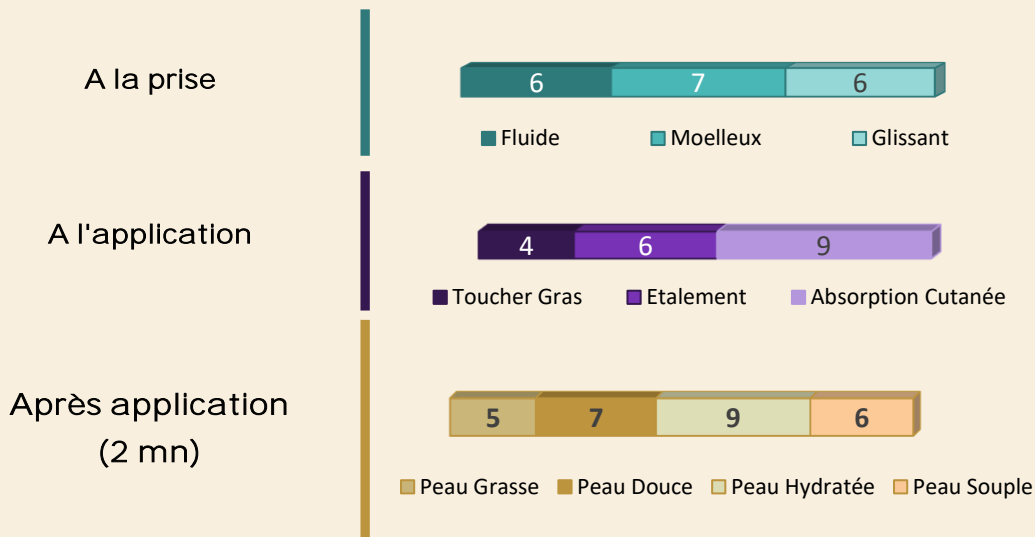 A la prise
6 7 6
Fluide Moelleux Glissant
A l'application
4 6 9
Toucher Gras Etalement Absorption Cutanée
Après application
(2 mn)
5 7 9 6
Peau Grasse Peau Douce Peau Hydratée Peau Souple